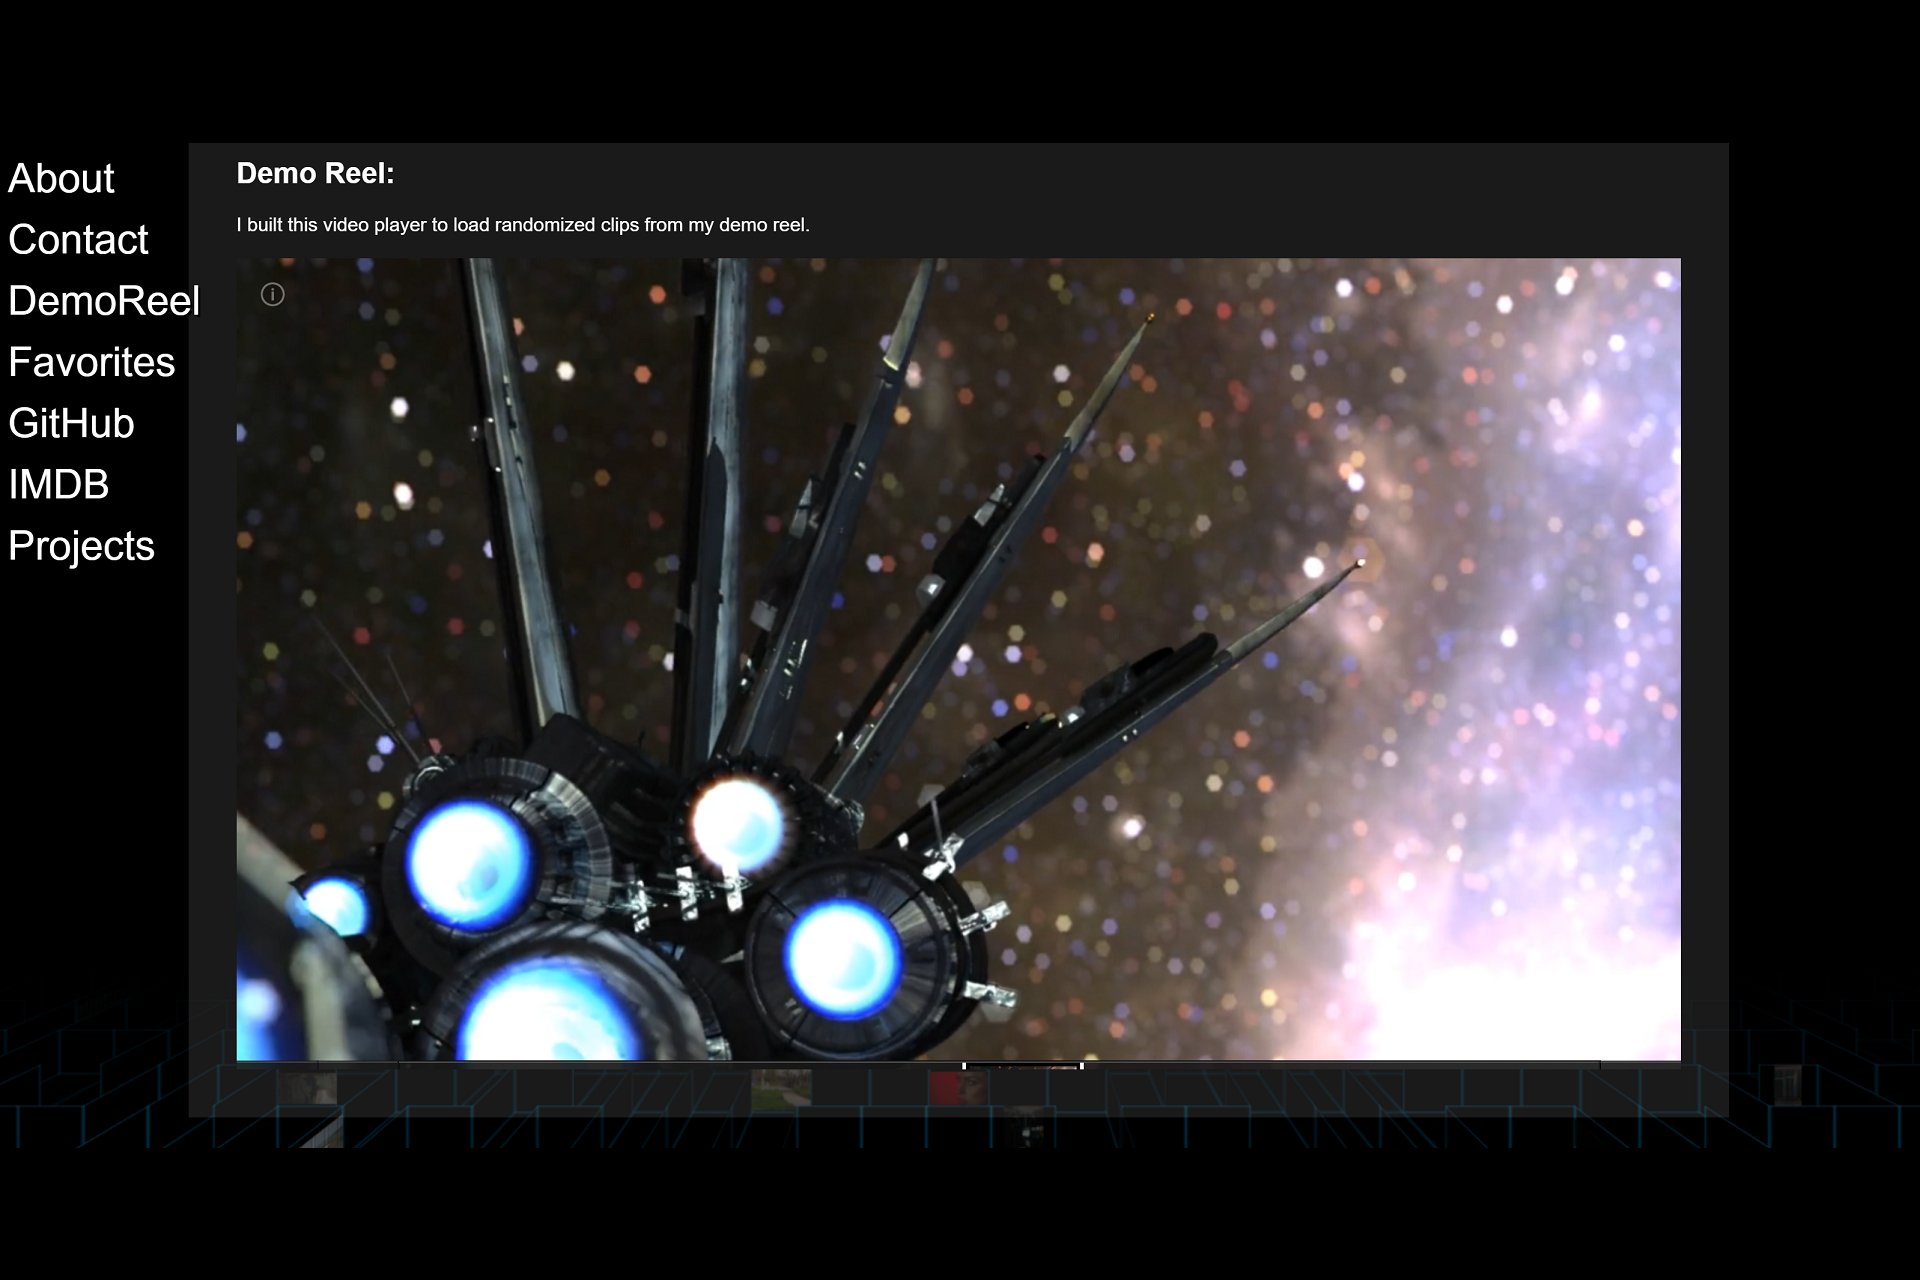 About
Contact
DemoReel
Favorites
GitHub
IMDB
Projects
Demo Reel:
I built this video player to load randomized clips from my demo reel.